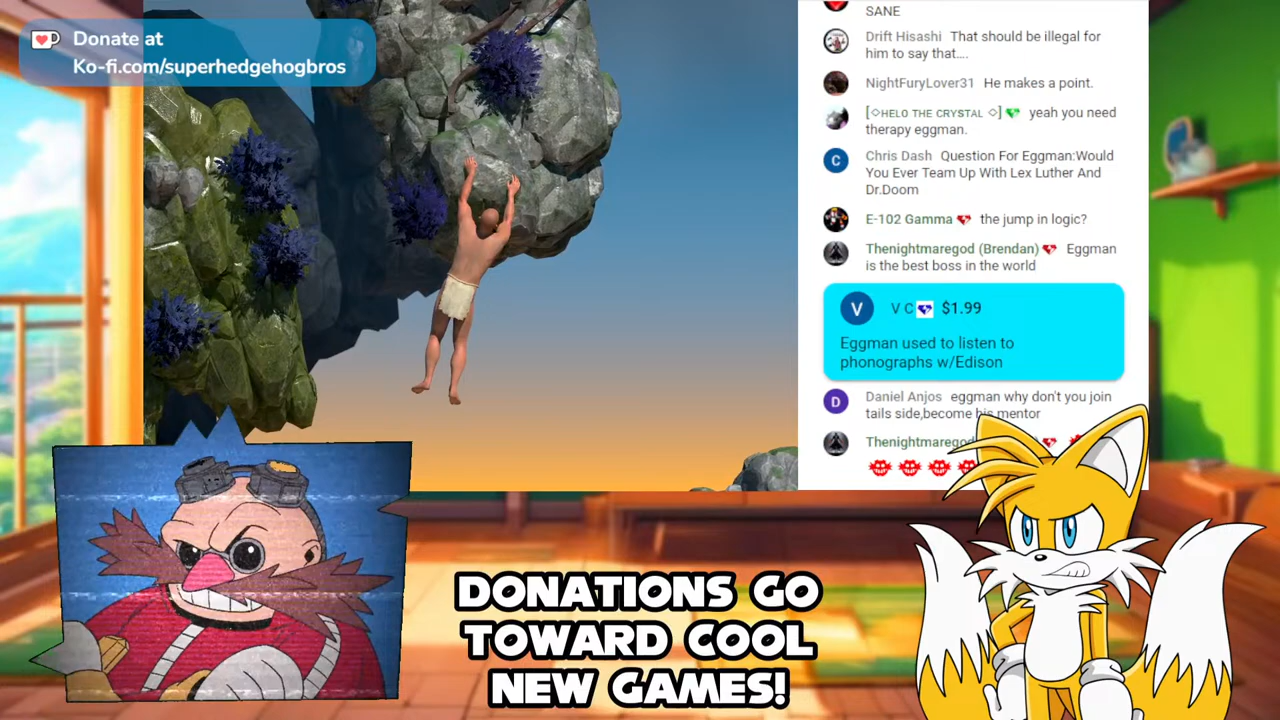 Donate at
Ko-fi.com/superhedgehogbros
SANE
Drift Hisashi That should be illegal for
him to say that....
NightFuryLover31 He makes a point.
[◇HELO THE CRYSTAL ◇] yeah you need
therapy eggman.
C
Chris Dash Question For Eggman:Would
You Ever Team Up With Lex Luther And
Dr.Doom
E-102 Gamma the jump in logic?
Thenightmaregod (Brendan) Eggman
is the best boss in the world
V
V C $1.99
Eggman used to listen to
phonographs w/Edison
D
Daniel Anjos eggman why don't you join
tails side,become his mentor
Thenightmaregod
DONATIONS GO
TOWARD COOL
NEW GAMES!